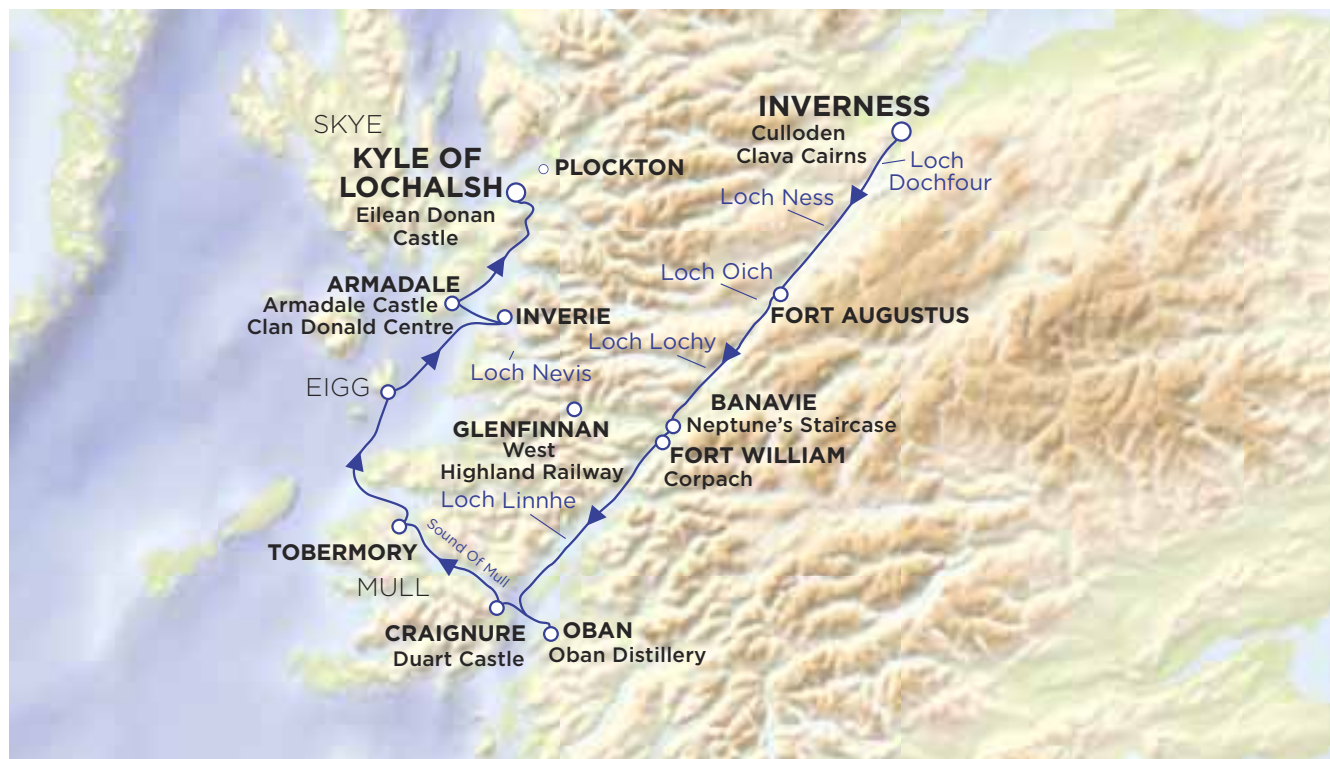 INVERNESS
Culloden
Clava Cairns
Loch
Dochfour
SKYE
KYLE OF
LOCHALSH
Eilean Donan
Castle
PLOCKTON
Loch Ness
Loch Oich
FORT AUGUSTUS
ARMADALE
Armadale Castle
Clan Donald Centre
INVERIE
Loch Lochy
Loch Nevis
EIGG
BANAVIE
Neptune’s Staircase
GLENFINNAN
West
Highland Railway
FORT WILLIAM
Corpach
Loch Linnhe
Sound Of Mull
TOBERMORY
MULL
CRAIGNURE
Duart Castle
OBAN
Oban Distillery